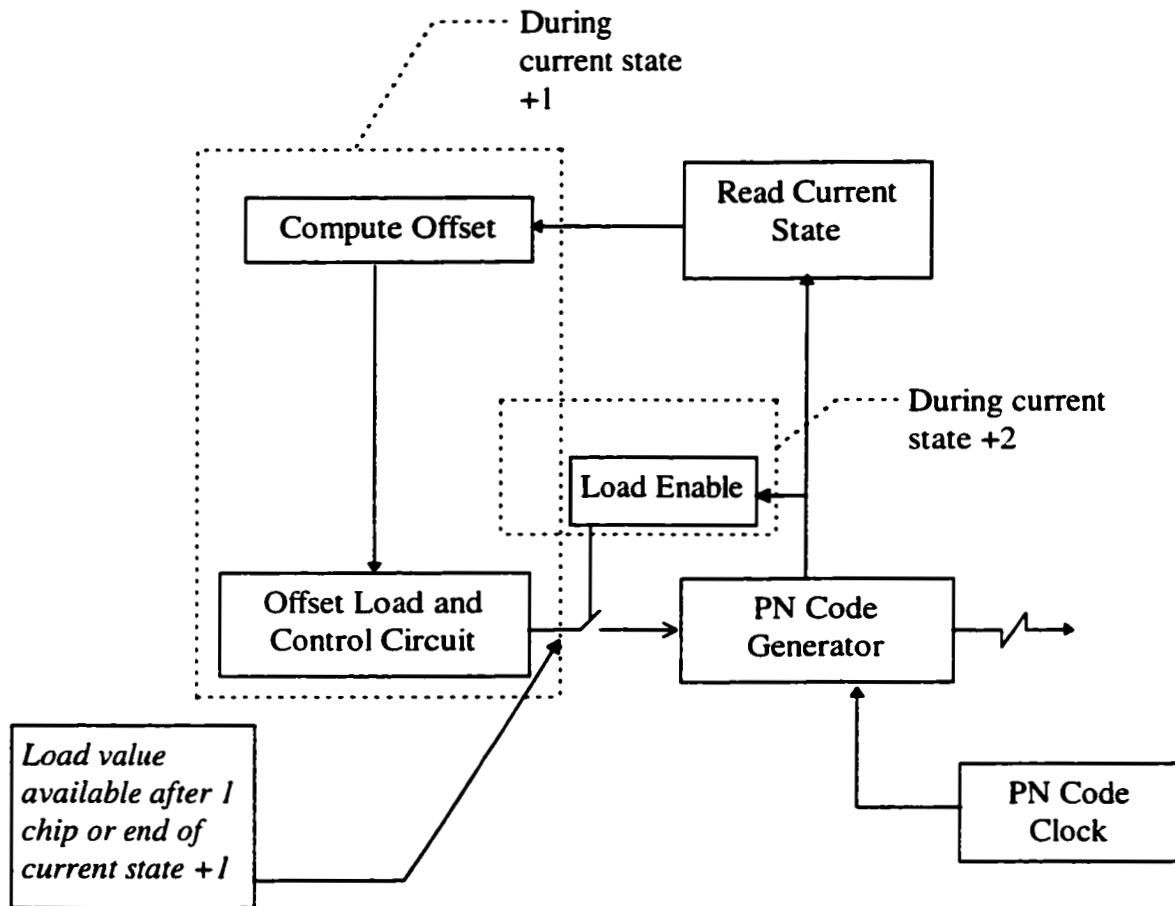 During
current state
+1
Read Current
State
Compute Offset
During current
state +2
Load Enable
Offset Load and
Control Circuit
PN Code
Generator
Load value
available after 1
chip or end of
current state +1
PN Code
Clock